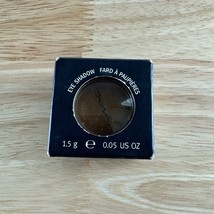 EYE SHADOW FARD À PAUPIÈRES
1.5 g ℮ 0.05 US OZ